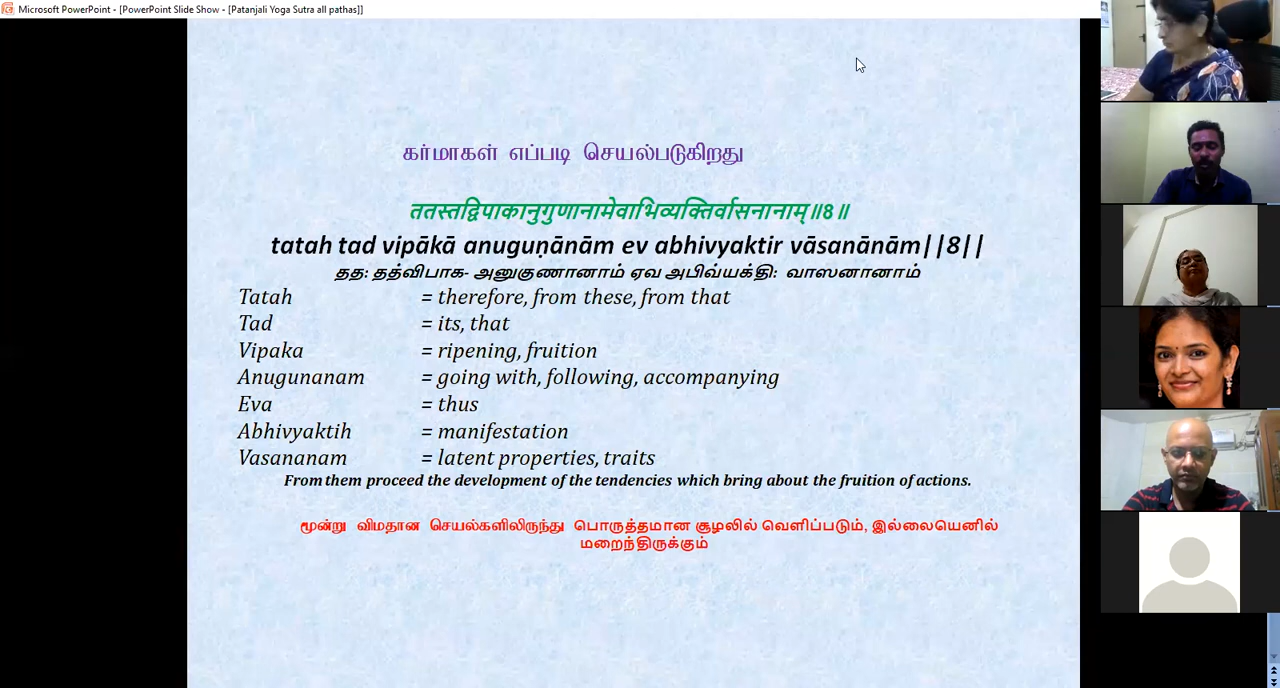 Microsoft PowerPoint - [PowerPoint Slide Show - [Patanjali Yoga Sutra all pathas]]
கர்மாகள் எப்படி செயல்படுகிறது
ततस्तद्विपाकानुगुणानामेवाभिव्यक्तिर्वासनानाम्॥8॥
tatah tad vipākā anuguṇānām ev abhivyaktir vāsanānām||8||
தத: தத்விபாக- அனுகுணானாம் ஏவ அபிவ்யக்தி: வாஸனானாம்
Tatah = therefore, from these, from that
Tad = its, that
Vipaka = ripening, fruition
Anugunanam = going with, following, accompanying
Eva = thus
Abhivyaktih = manifestation
Vasananam = latent properties, traits
From them proceed the development of the tendencies which bring about the fruition of actions.
மூன்று விமதான செயல்களிலிருந்து பொருத்தமான சூழலில் வெளிப்படும், இல்லையெனில்
மறைந்திருக்கும்